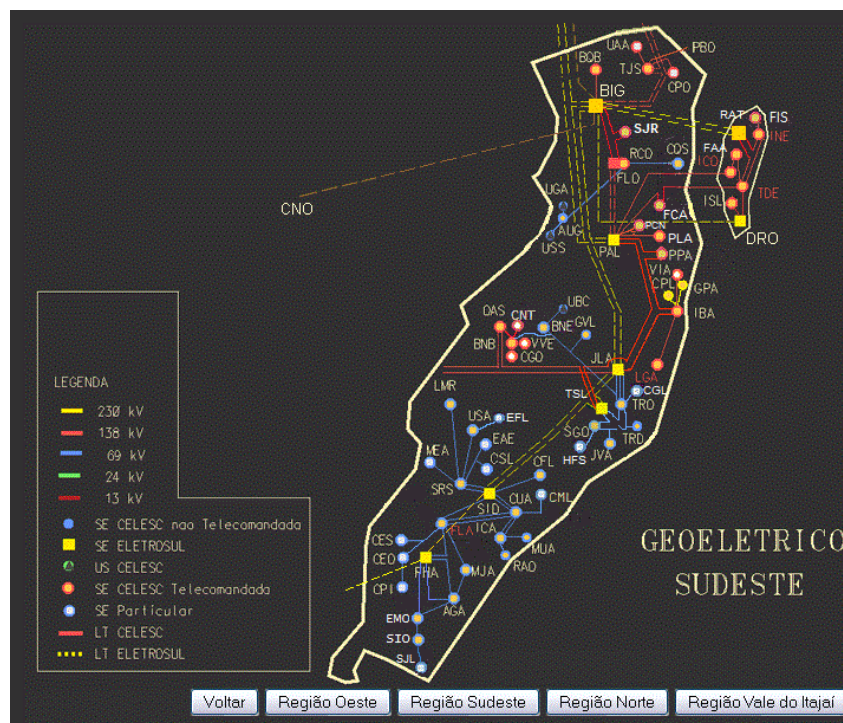 UAA
PBO
BQB
TJS
CPO
BIG
RAT
FIS
SJR
INE
RCO
COS
FAA
ICO
FLO
CNO
UGA
TDE
ISL
FCA
AUG
PCN
USS
PAL
PLA
DRO
PPA
VIA
CPL
GPA
UBC
OAS
CNT
BNE
GVL
IBA
BNB
VVE
CGO
JLA
LGA
LEGENDA
LMR
TSL
CGL
TRO
230 kV
138 kV
69 kV
24 kV
13 kV
USA
EFL
SGO
TRD
MEA
EAE
JVA
HFS
CSL
CFL
SRS
SID
CUA
CML
SE CELESC nao Telecomandada
FLA
ICA
SE ELETROSUL
CES
MUA
GEOELETRICO
SUDESTE
US CELESC
CEO
FHA
MJA
RAO
SE CELESC Telecomandada
CPI
SE Particular
AGA
LT CELESC
EMO
LT ELETROSUL
SIO
SJL
Voltar
Região Oeste
Região Sudeste
Região Norte
Região Vale do Itajaí